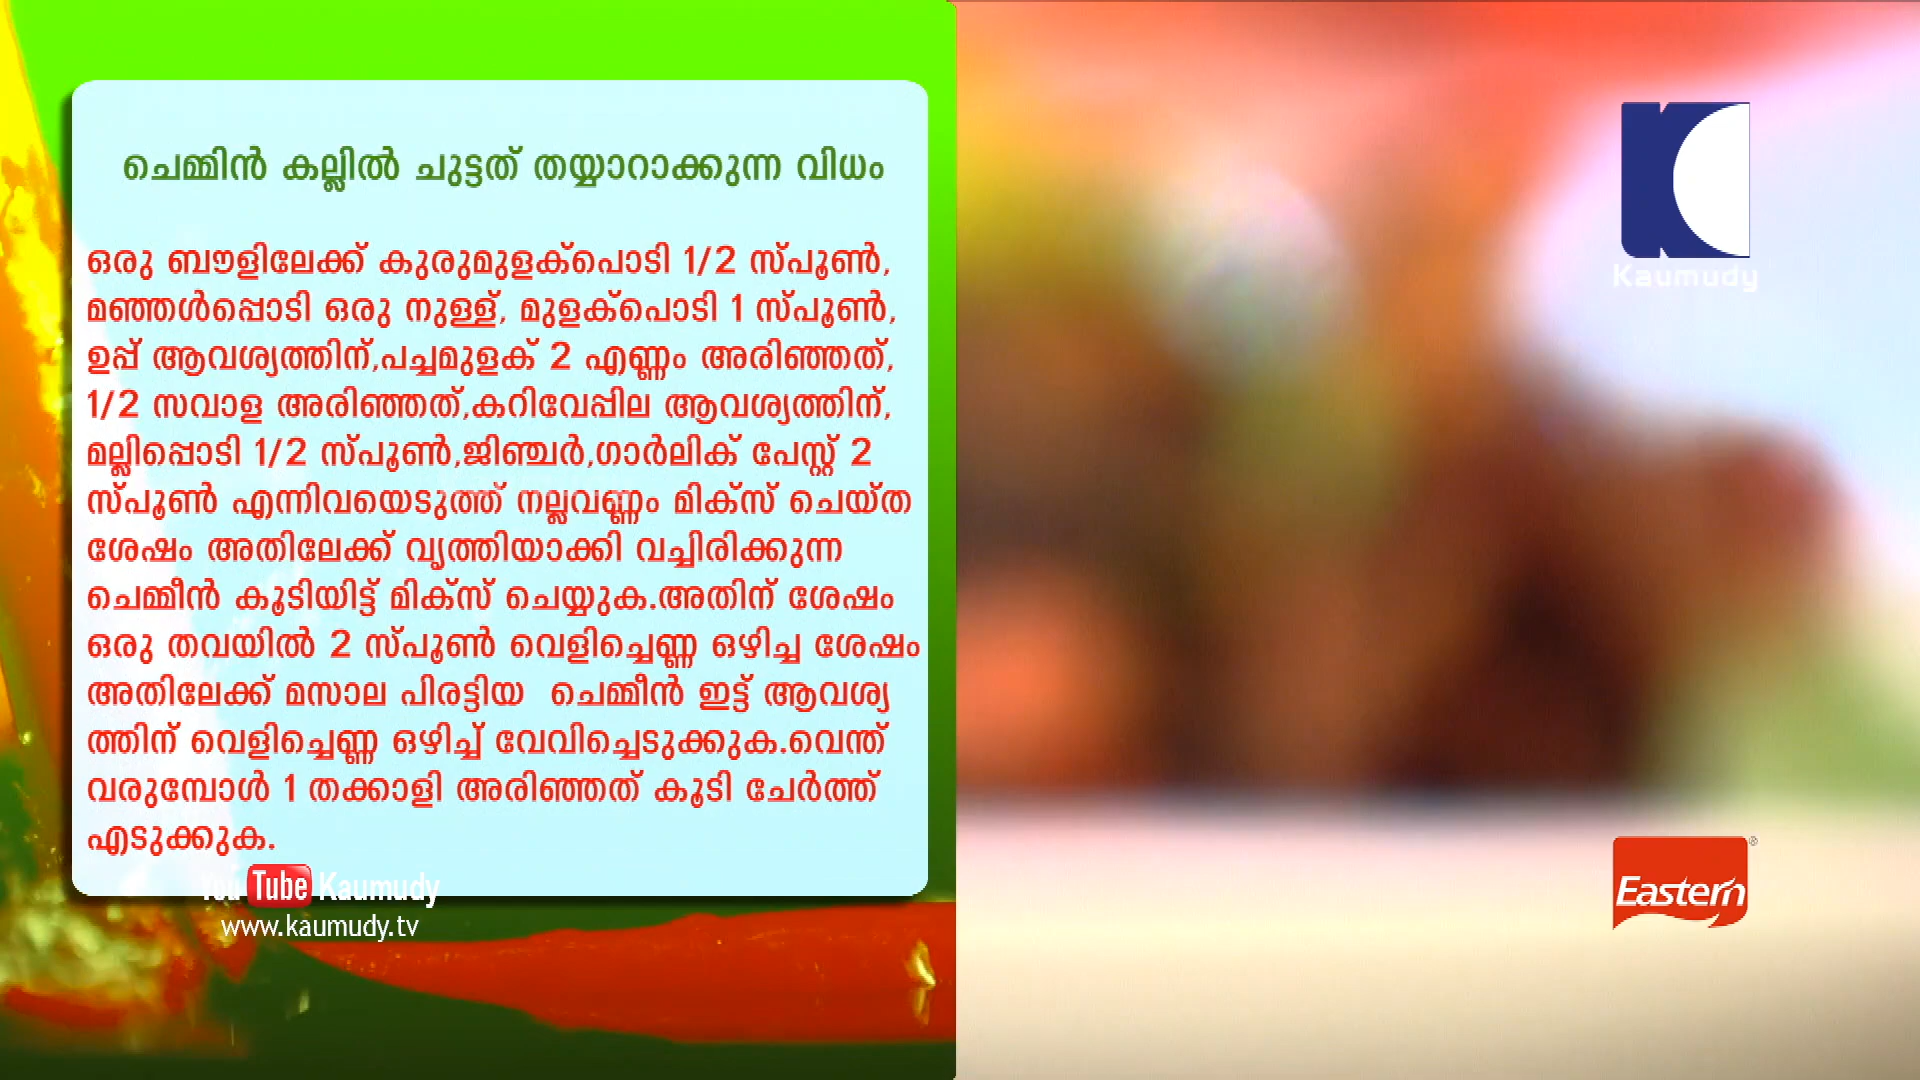 ചെമ്മിൻ കല്ലിൽ ചുട്ടത് തയ്യാറാക്കുന്ന വിധം
ഒരു ബൗളിലേക്ക് കുരുമുളക്പൊടി 1/2 സ്പൂൺ,
മഞ്ഞൾപ്പൊടി ഒരു നുള്ള്, മുളക്പൊടി 1 സ്പൂൺ,
ഉപ്പ് ആവശ്യത്തിന്,പച്ചമുളക് 2 എണ്ണം അരിഞ്ഞത്,
1/2 സവാള അരിഞ്ഞത്,കറിവേപ്പില ആവശ്യത്തിന്,
മല്ലിപ്പൊടി 1/2 സ്പൂൺ,ജിഞ്ചർ,ഗാർലിക് പേസ്റ്റ് 2
സ്പൂൺ എന്നിവയെടുത്ത് നല്ലവണ്ണം മിക്സ് ചെയ്ത
ശേഷം അതിലേക്ക് വൃത്തിയാക്കി വച്ചിരിക്കുന്ന
ചെമ്മീൻ കൂടിയിട്ട് മിക്സ് ചെയ്യുക.അതിന് ശേഷം
ഒരു തവയിൽ 2 സ്പൂൺ വെളിച്ചെണ്ണ ഒഴിച്ച ശേഷം
അതിലേക്ക് മസാല പിരട്ടിയ ചെമ്മീൻ ഇട്ട് ആവശ്യ
ത്തിന് വെളിച്ചെണ്ണ ഒഴിച്ച് വേവിച്ചെടുക്കുക.വെന്ത്
വരുമ്പോൾ 1 തക്കാളി അരിഞ്ഞത് കൂടി ചേർത്ത്
എടുക്കുക.
You Tube Kaumudy
www.kaumudy.tv
Kaumudy
Eastern